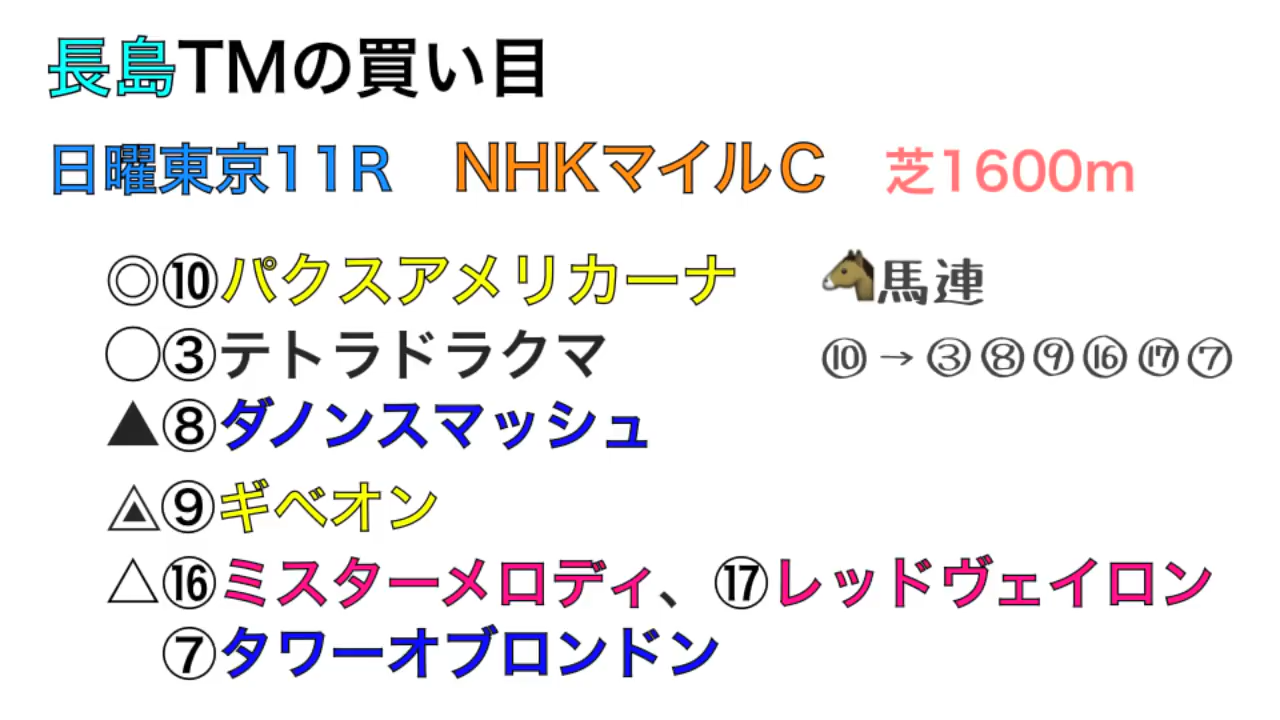 長島TMの買い目
日曜東京11R NHKマイルC 芝1600m
◎⑩パクスアメリカーナ
○③テトラドラクマ
▲⑧ダノンスマッシュ
◬⑨ギベオン
△⑯ミスターメロディ、⑰レッドヴェイロン
⑦タワーオブロンドン
馬連
⑩→③⑧⑨⑯⑰⑦